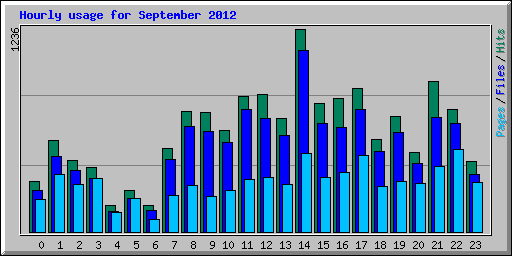 Hourly usage for September 2012
1236
Pages/Files/Hits
0 1 2 3 4 5 6 7 8 9 10 11 12 13 14 15 16 17 18 19 20 21 22 23